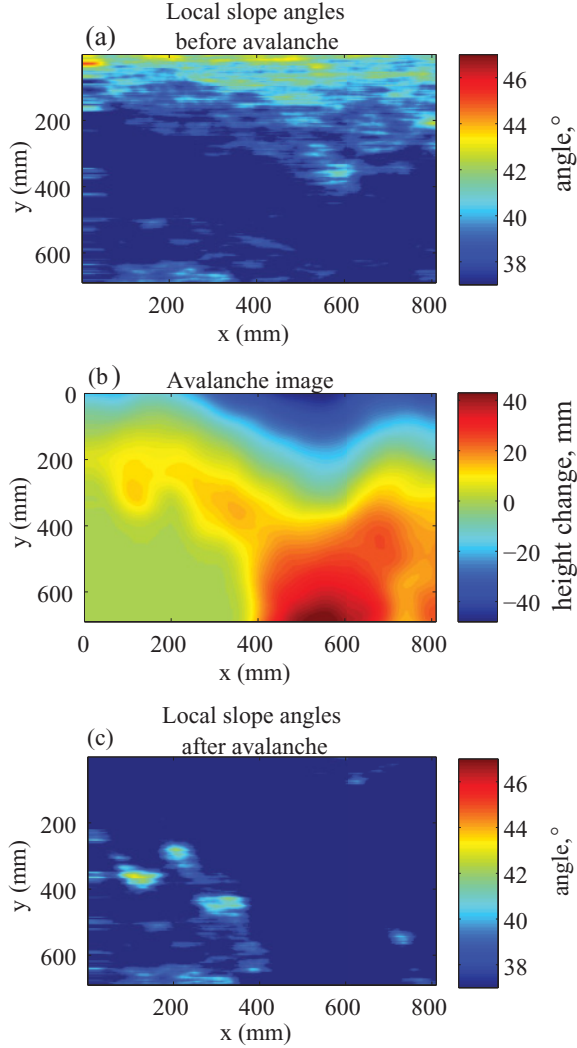 Local slope angles
(a) before avalanche
200
400
600
y (mm)
200 400 600 800
x (mm)
46
44
42
40
38
angle,°
(b) Avalanche image
0
200
400
600
y (mm)
0 200 400 600 800
x (mm)
40
20
0
−20
−40
height change, mm
Local slope angles
(c) after avalanche
200
400
600
y (mm)
200 400 600 800
x (mm)
46
44
42
40
38
angle,°